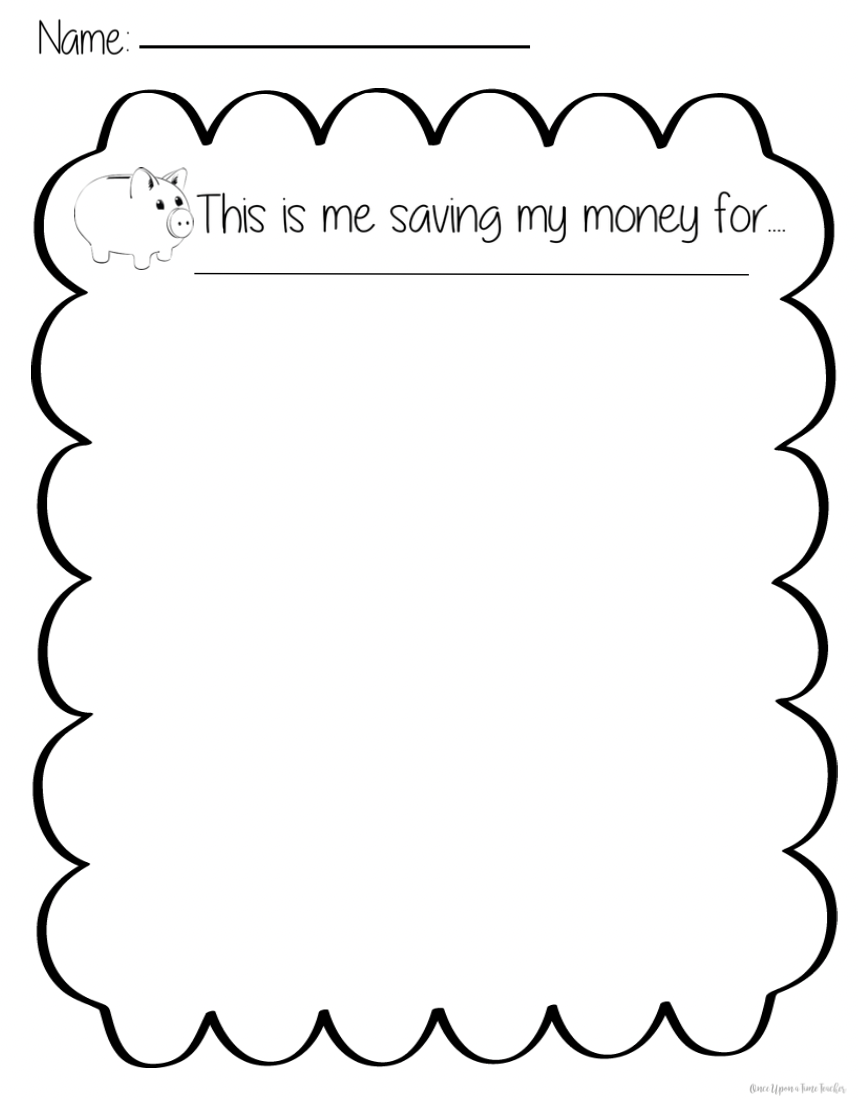 Name:
This is me saving my money for....
Once Upon a Time Teacher